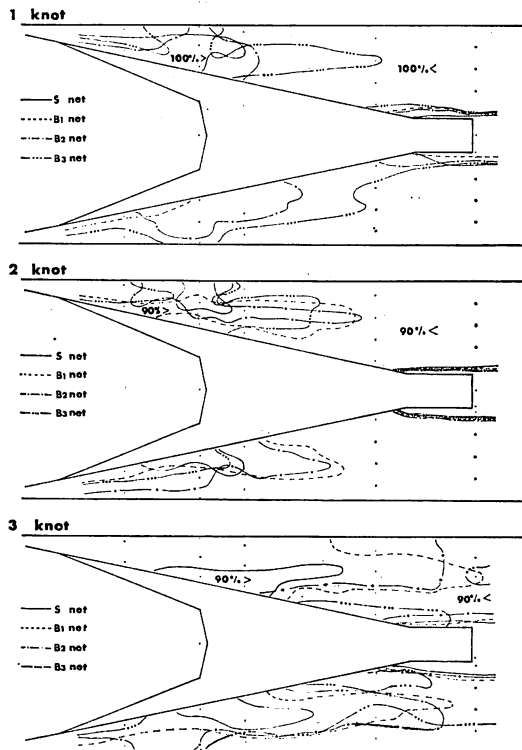 1 knot
100%>
100%<
S net
B1 net
B2 net
B3 net
2 knot
90%>
90%<
S net
B1 net
B2 net
B3 net
3 knot
90%>
90%<
S net
B1 net
B2 net
B3 net